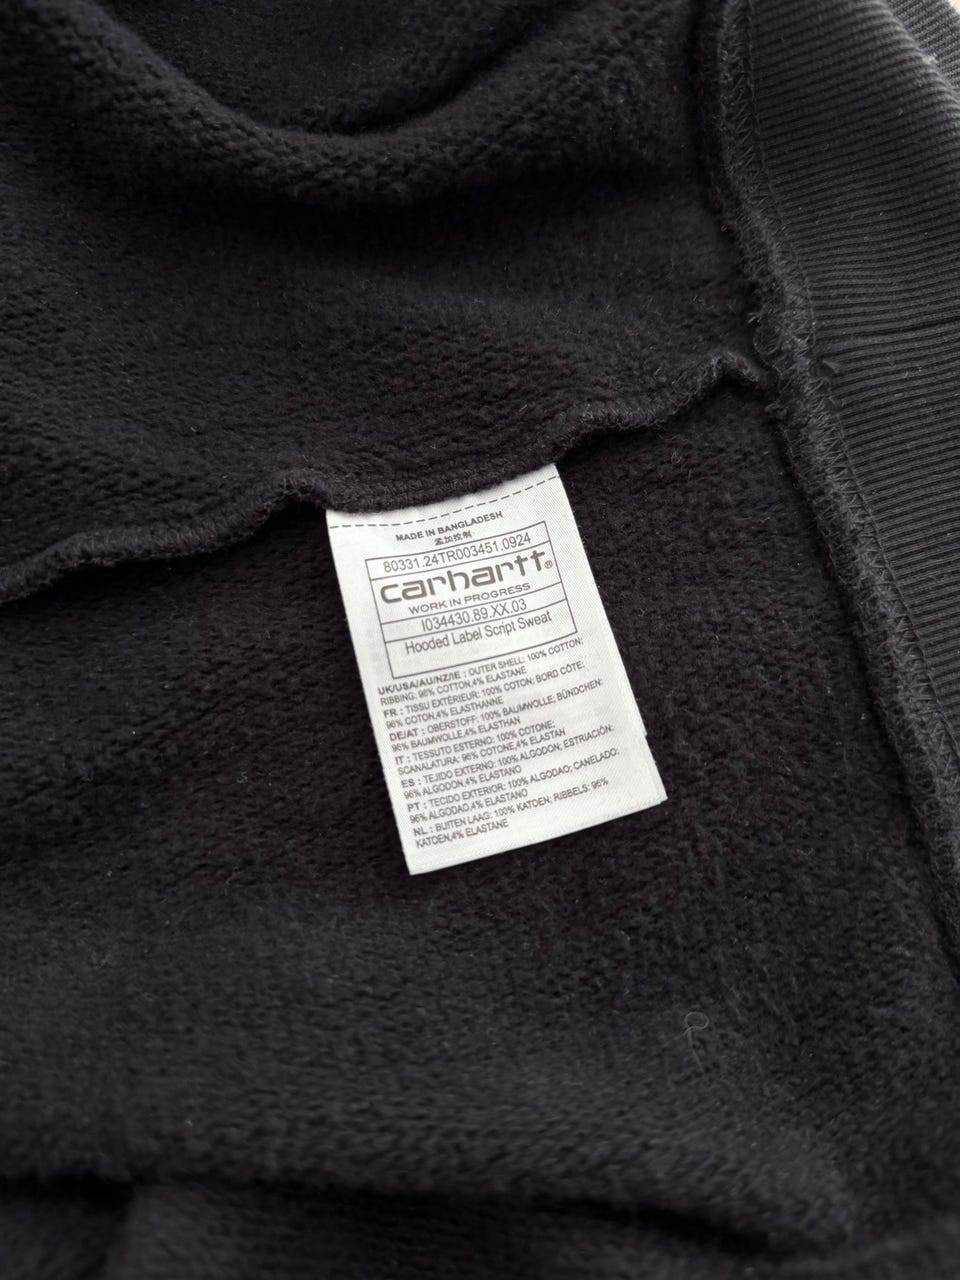 MADE IN BANGLADESH
孟加拉制
80331.24TR003451.0924
carhartt®
WORK IN PROGRESS
I034430.89.XX.03
Hooded Label Script Sweat
UK/USA/AU/NZ/IE : OUTER SHELL: 100% COTTON;
RIBBING: 96% COTTON,4% ELASTANE
FR : TISSU EXTÉRIEUR: 100% COTON; BORD CÔTE:
96% COTON,4% ELASTHANNE
DE/AT : OBERSTOFF: 100% BAUMWOLLE; BÜNDCHEN:
96% BAUMWOLLE,4% ELASTHAN
IT : TESSUTO ESTERNO: 100% COTONE;
SCANALATURA: 96% COTONE,4% ELASTAN
ES : TEJIDO EXTERNO: 100% ALGODON; ESTRIACIÓN:
96% ALGODON,4% ELASTANO
PT : TECIDO EXTERIOR: 100% ALGODAO; CANELADO:
96% ALGODAO,4% ELASTANO
NL : BUITEN LAAG: 100% KATOEN; RIBBELS: 96%
KATOEN,4% ELASTANE